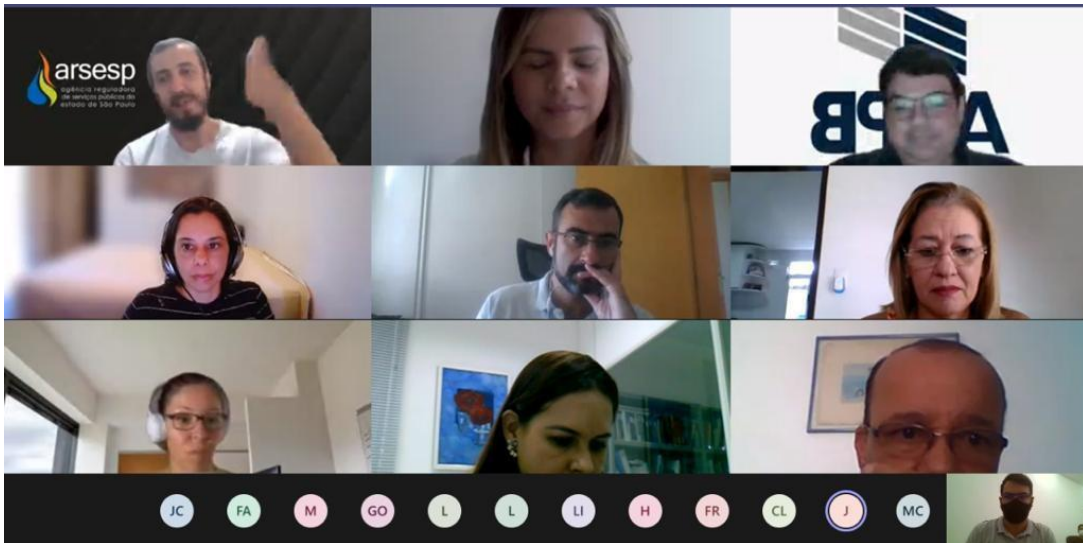 arsesp
agência reguladora
de serviços públicos do
estado de São Paulo
JC
FA
M
GO
L
L
LI
H
FR
CL
J
MC